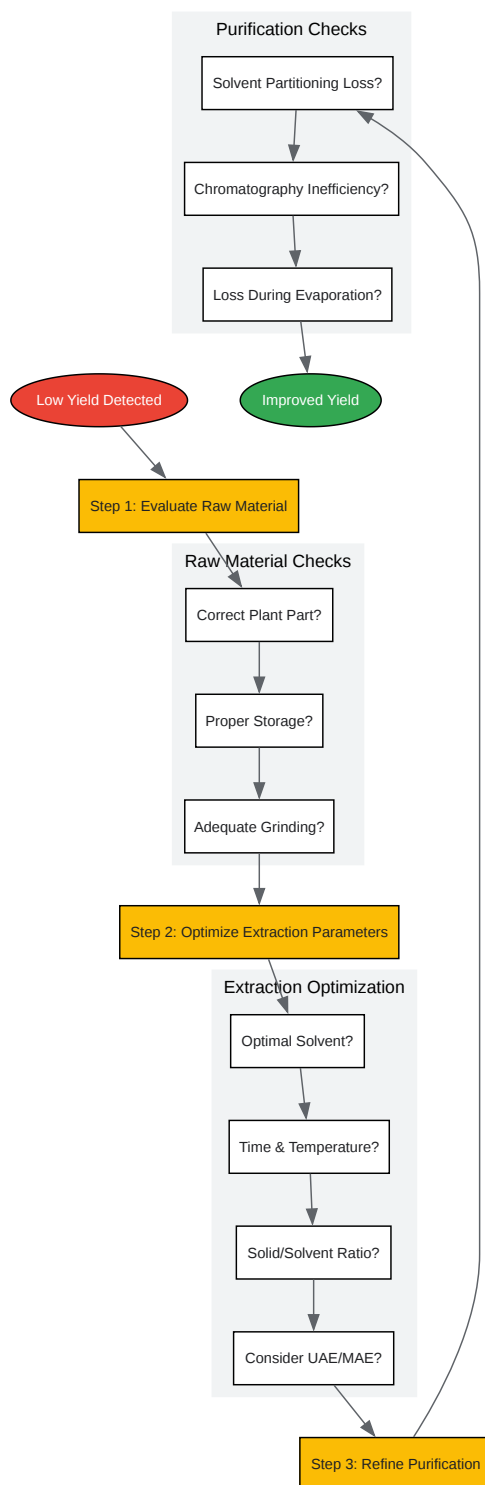 Purification Checks
Solvent Partitioning Loss?
Chromatography Inefficiency?
Loss During Evaporation?
Low Yield Detected
Improved Yield
Step 1: Evaluate Raw Material
Raw Material Checks
Correct Plant Part?
Proper Storage?
Adequate Grinding?
Step 2: Optimize Extraction Parameters
Extraction Optimization
Optimal Solvent?
Time & Temperature?
Solid/Solvent Ratio?
Consider UAE/MAE?
Step 3: Refine Purification